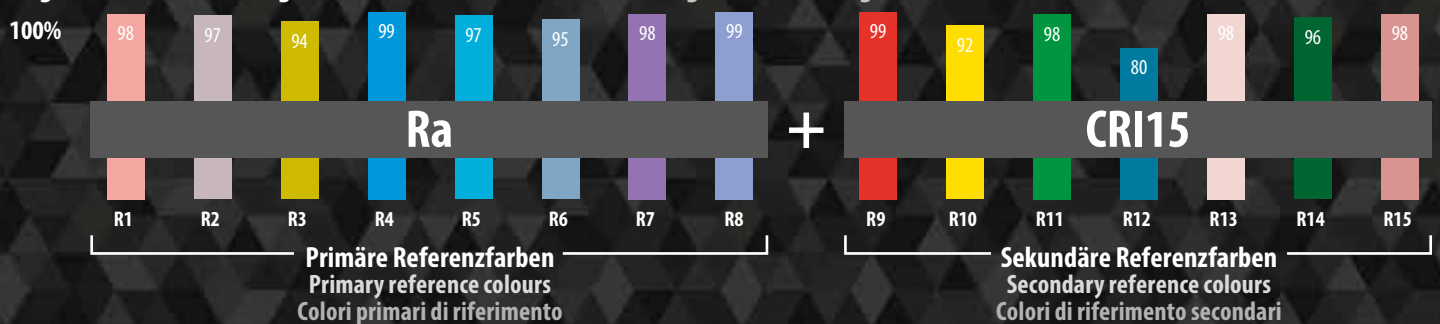 100%
98 97 94 99 97 95 98 99 99 92 98 80 98 96 98
Ra + CRI15
R1 R2 R3 R4 R5 R6 R7 R8 R9 R10 R11 R12 R13 R14 R15
Primäre Referenzfarben
Primary reference colours
Colori primari di riferimento
Sekundäre Referenzfarben
Secondary reference colours
Colori di riferimento secondari